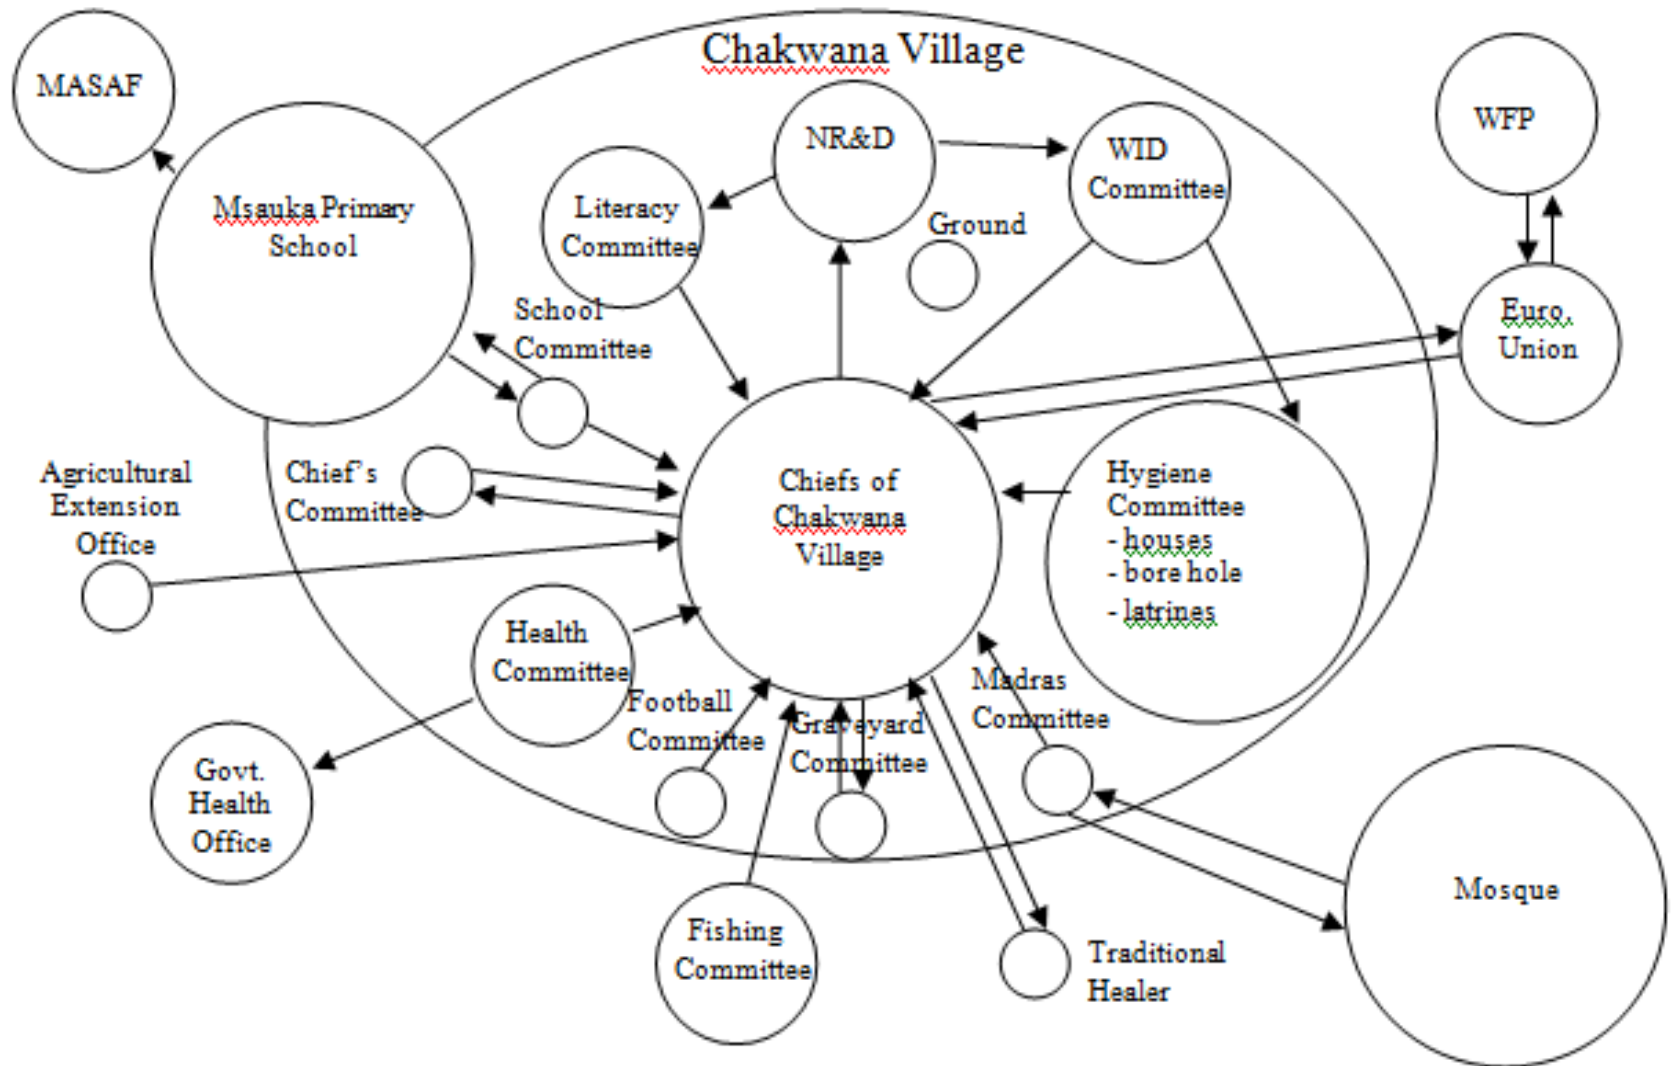 Chakwana Village
MASAF
WFP
NR&D
WID
Committee
Msauka Primary
School
Literacy
Committee
Ground
School
Committee
Euro.
Union
Agricultural
Extension
Office
Chief's
Committee
Chiefs of
Chakwana
Village
Hygiene
Committee
- houses
- bore hole
- latrines
Health
Committee
Football
Committee
Graveyard
Committee
Madras
Committee
Govt.
Health
Office
Mosque
Fishing
Committee
Traditional
Healer